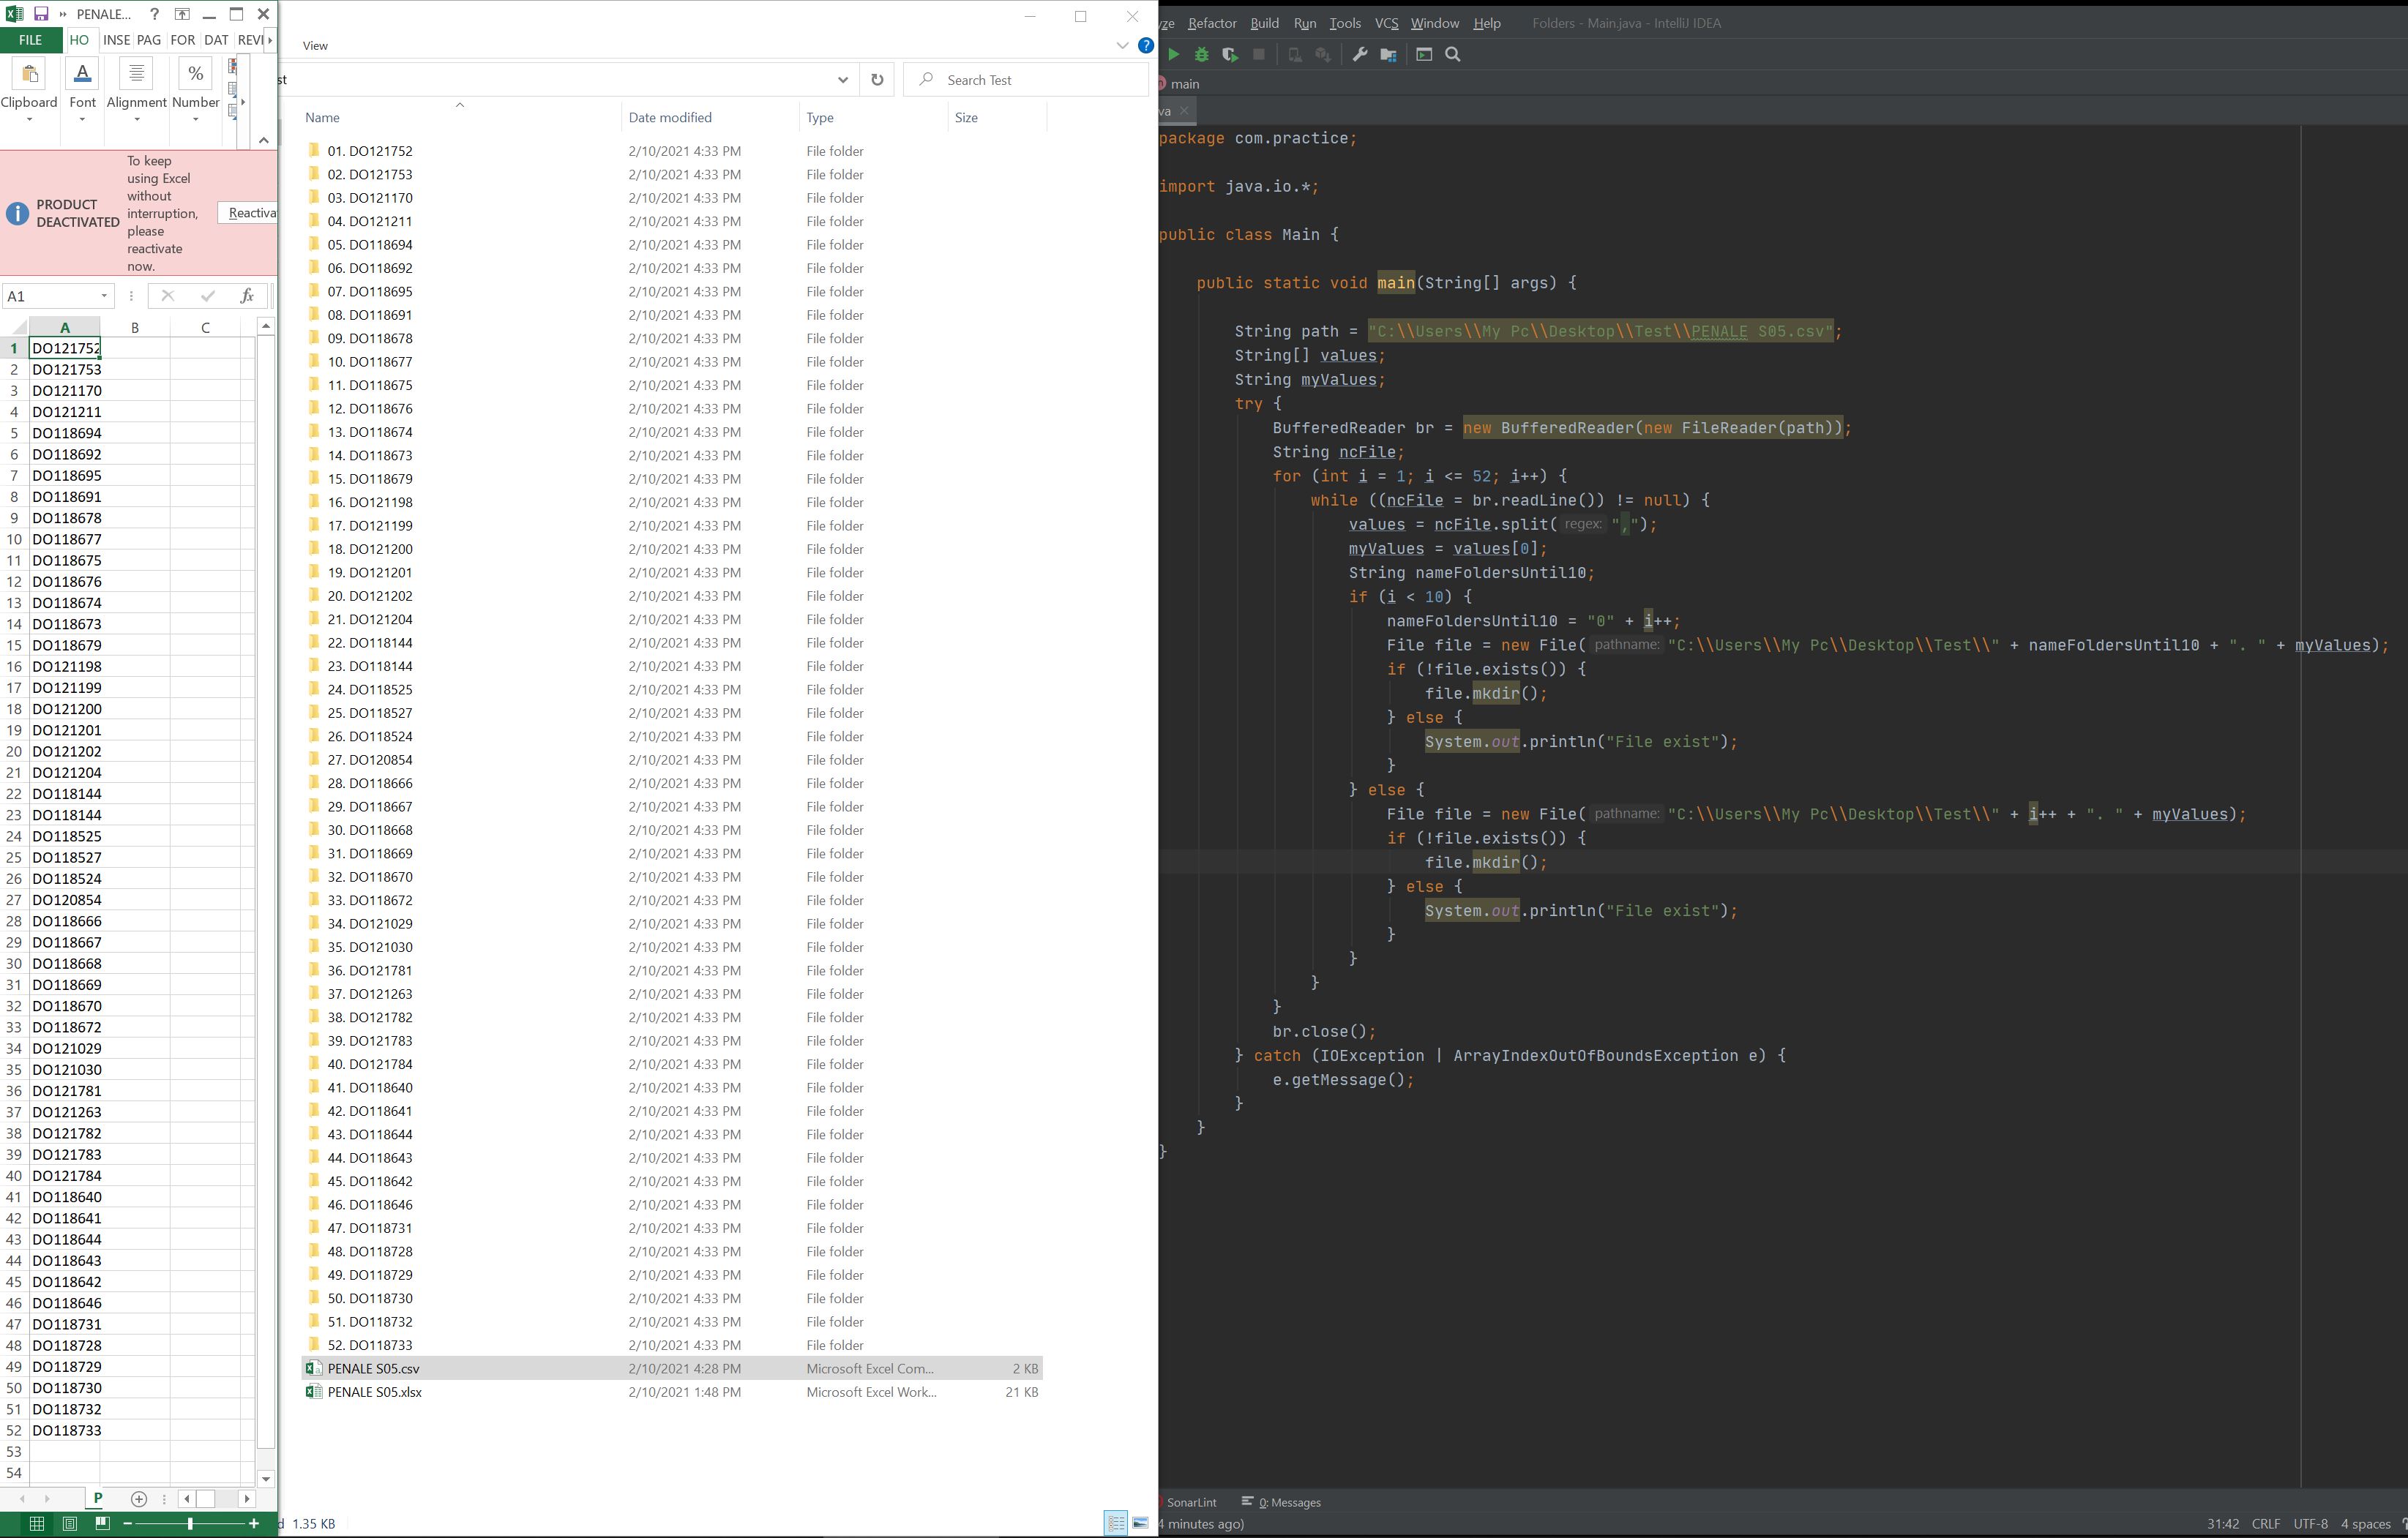 PENALE...
?
FILE
HO
INSE
PAG
FOR
DAT
REVI
Clipboard
Font
Alignment
Number
PRODUCT DEACTIVATED
To keep
using Excel
without
interruption,
please
reactivate
now.
Reactiva
A1
fx
A B C
1 DO121752
2 DO121753
3 DO121170
4 DO121211
5 DO118694
6 DO118692
7 DO118695
8 DO118691
9 DO118678
10 DO118677
11 DO118675
12 DO118676
13 DO118674
14 DO118673
15 DO118679
16 DO121198
17 DO121199
18 DO121200
19 DO121201
20 DO121202
21 DO121204
22 DO118144
23 DO118144
24 DO118525
25 DO118527
26 DO118524
27 DO120854
28 DO118666
29 DO118667
30 DO118668
31 DO118669
32 DO118670
33 DO118672
34 DO121029
35 DO121030
36 DO121781
37 DO121263
38 DO121782
39 DO121783
40 DO121784
41 DO118640
42 DO118641
43 DO118644
44 DO118643
45 DO118642
46 DO118646
47 DO118731
48 DO118728
49 DO118729
50 DO118730
51 DO118732
52 DO118733
53
54
P
View
st
Search Test
Name Date modified Type Size
01. DO121752 2/10/2021 4:33 PM File folder
02. DO121753 2/10/2021 4:33 PM File folder
03. DO121170 2/10/2021 4:33 PM File folder
04. DO121211 2/10/2021 4:33 PM File folder
05. DO118694 2/10/2021 4:33 PM File folder
06. DO118692 2/10/2021 4:33 PM File folder
07. DO118695 2/10/2021 4:33 PM File folder
08. DO118691 2/10/2021 4:33 PM File folder
09. DO118678 2/10/2021 4:33 PM File folder
10. DO118677 2/10/2021 4:33 PM File folder
11. DO118675 2/10/2021 4:33 PM File folder
12. DO118676 2/10/2021 4:33 PM File folder
13. DO118674 2/10/2021 4:33 PM File folder
14. DO118673 2/10/2021 4:33 PM File folder
15. DO118679 2/10/2021 4:33 PM File folder
16. DO121198 2/10/2021 4:33 PM File folder
17. DO121199 2/10/2021 4:33 PM File folder
18. DO121200 2/10/2021 4:33 PM File folder
19. DO121201 2/10/2021 4:33 PM File folder
20. DO121202 2/10/2021 4:33 PM File folder
21. DO121204 2/10/2021 4:33 PM File folder
22. DO118144 2/10/2021 4:33 PM File folder
23. DO118144 2/10/2021 4:33 PM File folder
24. DO118525 2/10/2021 4:33 PM File folder
25. DO118527 2/10/2021 4:33 PM File folder
26. DO118524 2/10/2021 4:33 PM File folder
27. DO120854 2/10/2021 4:33 PM File folder
28. DO118666 2/10/2021 4:33 PM File folder
29. DO118667 2/10/2021 4:33 PM File folder
30. DO118668 2/10/2021 4:33 PM File folder
31. DO118669 2/10/2021 4:33 PM File folder
32. DO118670 2/10/2021 4:33 PM File folder
33. DO118672 2/10/2021 4:33 PM File folder
34. DO121029 2/10/2021 4:33 PM File folder
35. DO121030 2/10/2021 4:33 PM File folder
36. DO121781 2/10/2021 4:33 PM File folder
37. DO121263 2/10/2021 4:33 PM File folder
38. DO121782 2/10/2021 4:33 PM File folder
39. DO121783 2/10/2021 4:33 PM File folder
40. DO121784 2/10/2021 4:33 PM File folder
41. DO118640 2/10/2021 4:33 PM File folder
42. DO118641 2/10/2021 4:33 PM File folder
43. DO118644 2/10/2021 4:33 PM File folder
44. DO118643 2/10/2021 4:33 PM File folder
45. DO118642 2/10/2021 4:33 PM File folder
46. DO118646 2/10/2021 4:33 PM File folder
47. DO118731 2/10/2021 4:33 PM File folder
48. DO118728 2/10/2021 4:33 PM File folder
49. DO118729 2/10/2021 4:33 PM File folder
50. DO118730 2/10/2021 4:33 PM File folder
51. DO118732 2/10/2021 4:33 PM File folder
52. DO118733 2/10/2021 4:33 PM File folder
PENALE S05.csv 2/10/2021 4:28 PM Microsoft Excel Com... 2 KB
PENALE S05.xlsx 2/10/2021 1:48 PM Microsoft Excel Work... 21 KB
d 1.35 KB
yze Refactor Build Run Tools VCS Window Help Folders - Main.java - IntelliJ IDEA
main
va
package com.practice;
import java.io.*;
public class Main {
public static void main(String[] args) {
String path = "C:\\Users\\My Pc\\Desktop\\Test\\PENALE S05.csv";
String[] values;
String myValues;
try {
BufferedReader br = new BufferedReader(new FileReader(path));
String ncFile;
for (int i = 1; i <= 52; i++) {
while ((ncFile = br.readLine()) != null) {
values = ncFile.split( regex: ",");
myValues = values[0];
String nameFoldersUntil10;
if (i < 10) {
nameFoldersUntil10 = "0" + i++;
File file = new File( pathname: "C:\\Users\\My Pc\\Desktop\\Test\\" + nameFoldersUntil10 + ". " + myValues);
if (!file.exists()) {
file.mkdir();
} else {
System.out.println("File exist");
}
} else {
File file = new File( pathname: "C:\\Users\\My Pc\\Desktop\\Test\\" + i++ + ". " + myValues);
if (!file.exists()) {
file.mkdir();
} else {
System.out.println("File exist");
}
}
}
}
br.close();
} catch (IOException | ArrayIndexOutOfBoundsException e) {
e.getMessage();
}
}
}
SonarLint 0: Messages
4 minutes ago)
31:42 CRLF UTF-8 4 spaces